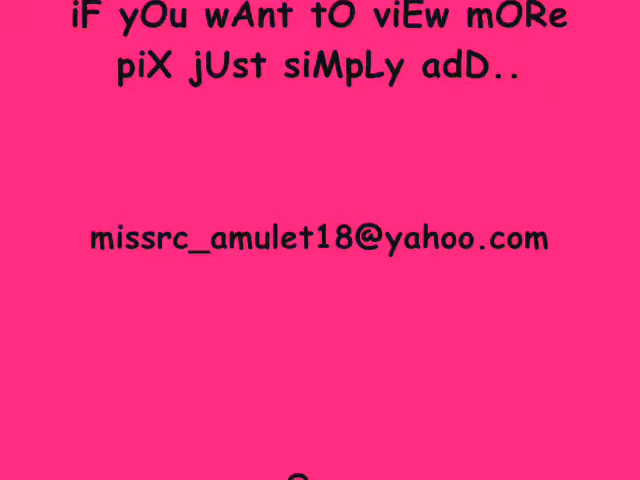 iF yOu wAnt tO viEw mORe
piX jUst siMpLy adD..
missrc_amulet18@yahoo.com